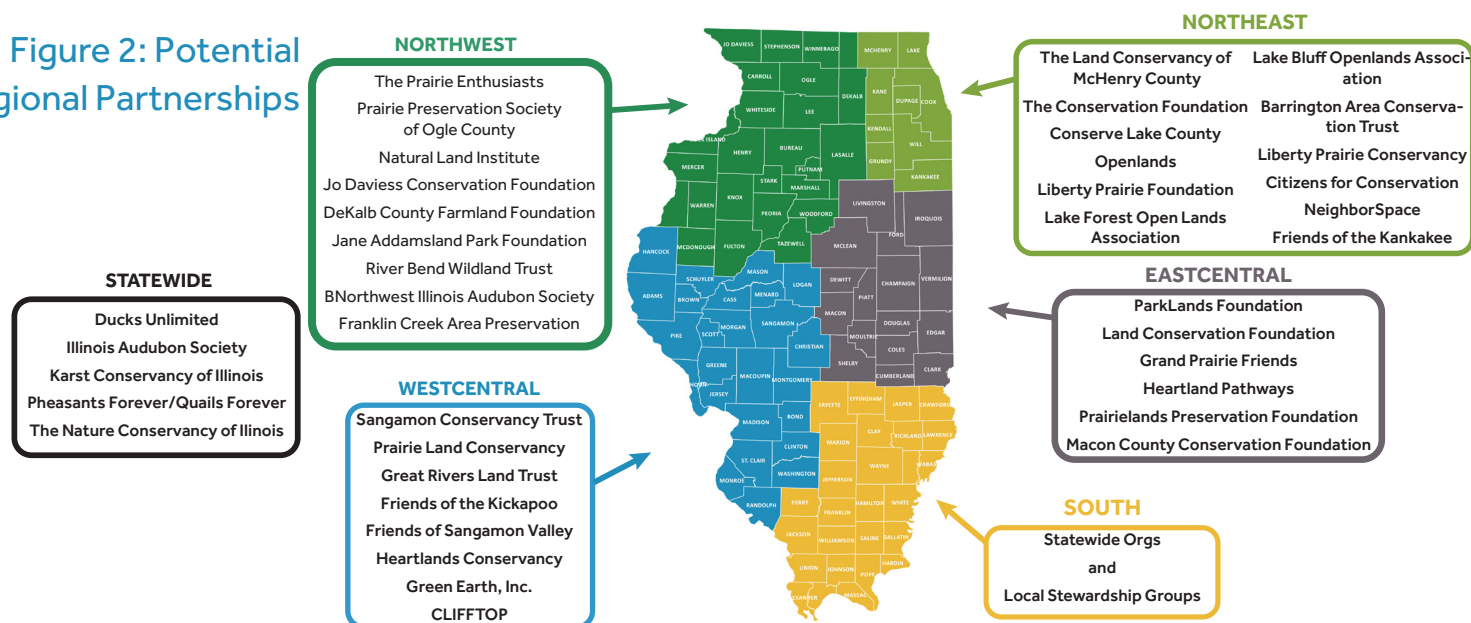 Figure 2: Potential
gional Partnerships
NORTHWEST
The Prairie Enthusiasts
Prairie Preservation Society
of Ogle County
Natural Land Institute
Jo Daviess Conservation Foundation
DeKalb County Farmland Foundation
Jane Addamsland Park Foundation
River Bend Wildland Trust
BNorthwest Illinois Audubon Society
Franklin Creek Area Preservation
STATEWIDE
Ducks Unlimited
Illinois Audubon Society
Karst Conservancy of Illinois
Pheasants Forever/Quails Forever
The Nature Conservancy of Ilinois
WESTCENTRAL
Sangamon Conservancy Trust
Prairie Land Conservancy
Great Rivers Land Trust
Friends of the Kickapoo
Friends of Sangamon Valley
Heartlands Conservancy
Green Earth, Inc.
CLIFFTOP
NORTHEAST
The Land Conservancy of
McHenry County
The Conservation Foundation
Conserve Lake County
Openlands
Liberty Prairie Foundation
Lake Forest Open Lands
Association
Lake Bluff Openlands Associ-
ation
Barrington Area Conserva-
tion Trust
Liberty Prairie Conservancy
Citizens for Conservation
NeighborSpace
Friends of the Kankakee
EASTCENTRAL
ParkLands Foundation
Land Conservation Foundation
Grand Prairie Friends
Heartland Pathways
Prairielands Preservation Foundation
Macon County Conservation Foundation
SOUTH
Statewide Orgs
and
Local Stewardship Groups
JO DAVIESS
STEPHENSON
WINNEBAGO
MCHENRY
LAKE
CARROLL
OGLE
DEKALB
KANE
DUPAGE
COOK
WHITESIDE
LEE
KENDALL
WILL
ISLAND
HENRY
BUREAU
LASALLE
GRUNDY
MERCER
PUTNAM
KANKAKEE
STARK
MARSHALL
WARREN
KNOX
PEORIA
WOODFORD
LIVINGSTON
IROQUOIS
FORD
HANCOCK
MCDONOUGH
FULTON
TAZEWELL
MCLEAN
SCHUYLER
MASON
LOGAN
DEWITT
CHAMPAIGN
VERMILION
ADAMS
BROWN
CASS
MENARD
PIATT
MACON
PIKE
SCOTT
MORGAN
SANGAMON
CHRISTIAN
MOULTRIE
DOUGLAS
EDGAR
COLES
SHELBY
GREENE
MACOUPIN
MONTGOMERY
CUMBERLAND
CLARK
JERSEY
FAYETTE
EFFINGHAM
JASPER
CRAWFORD
MADISON
BOND
CLAY
RICHLAND
LAWRENCE
CLINTON
MARION
ST. CLAIR
WASHINGTON
WAYNE
WABAS
MONROE
JEFFERSON
RANDOLPH
PERRY
HAMILTON
WHITE
FRANKLIN
JACKSON
WILLIAMSON
SALINE
GALLATIN
UNION
JOHNSON
POPE
HARDIN
MASSAC